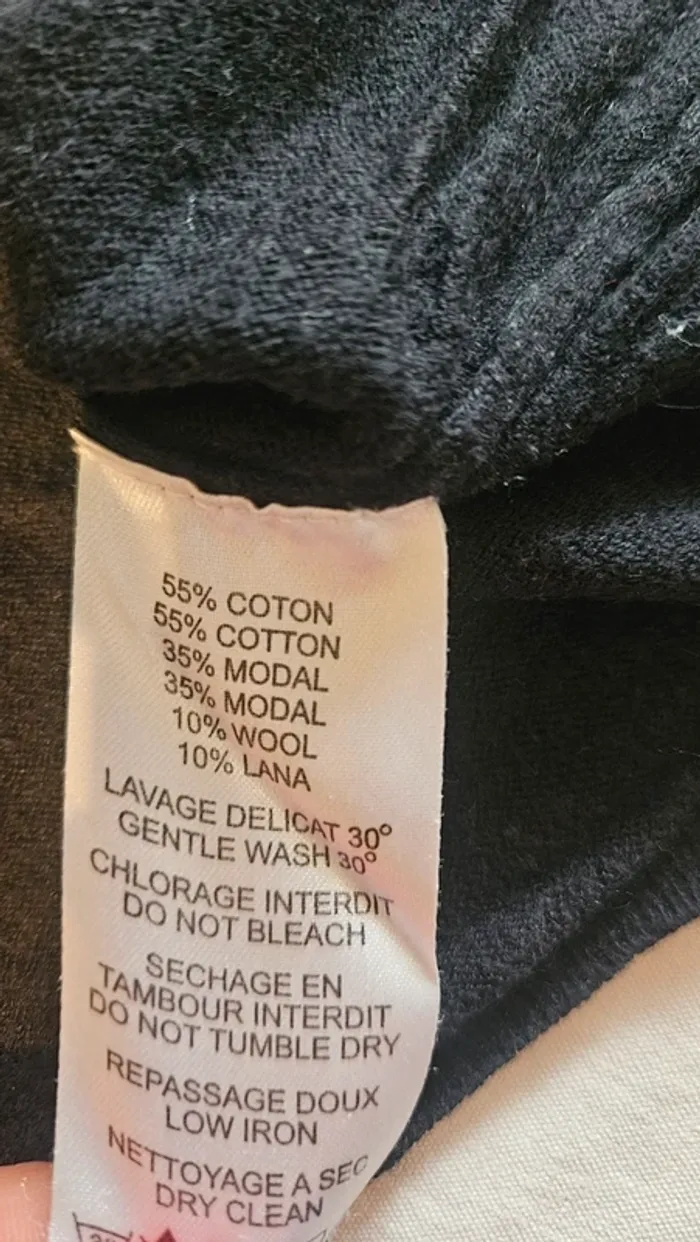 55% COTON
55% COTTON
35% MODAL
35% MODAL
10% WOOL
10% LANA
LAVAGE DELICAT 30°
GENTLE WASH 30°
CHLORAGE INTERDIT
DO NOT BLEACH
SECHAGE EN
TAMBOUR INTERDIT
DO NOT TUMBLE DRY
REPASSAGE DOUX
LOW IRON
NETTOYAGE A SEC
DRY CLEAN